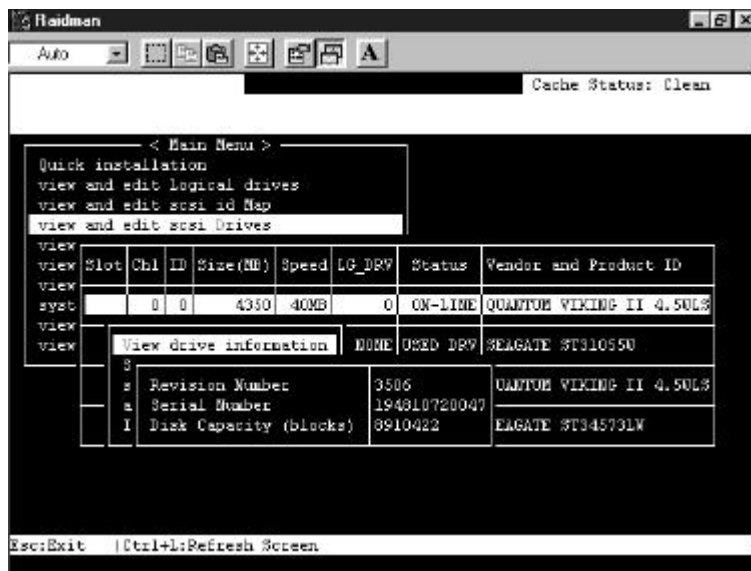 Raidman
Auto
A
Cache Status: Clean
< Main Menu >
Quick installation
view and edit Logical drives
view and edit scsi id Map
view and edit scsi Drives
view
view Slot Chl ID Size(MB) Speed LG_DRV Status Vendor and Product ID
view
syst 0 0 4350 40MB 0 ON-LINE QUANTUM VIKING II 4.5ULS
view
view View drive information NONE USED DRV SEAGATE ST31055W
S
s Revision Number 3506 UANTUM VIKING II 4.5ULS
a Serial Number 194810720047
I Disk Capacity (blocks) 8910422 EAGATE ST34573LW
Esc:Exit |Ctrl+L:Refresh Screen